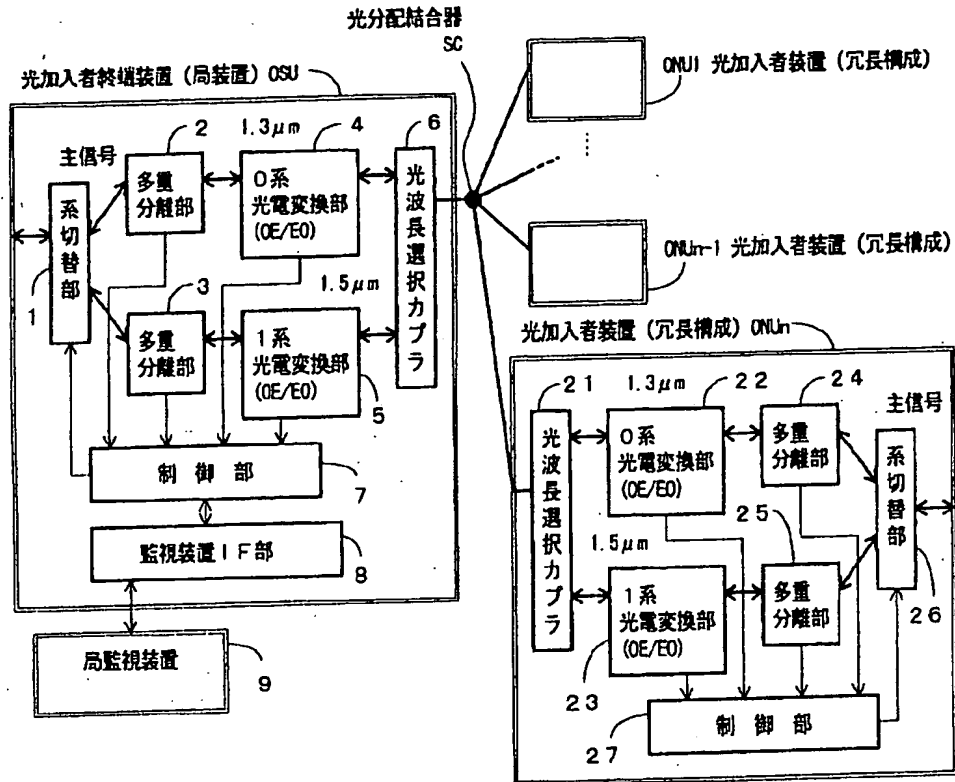 光分配結合器
SC
光加入者終端装置(局装置)OSU
ONU1 光加入者装置(冗長構成)
ONUn-1 光加入者装置(冗長構成)
光加入者装置(冗長構成)ONUn
主信号
系切替部
1
2
多重
分離部
1.3μm
4
0系
光電変換部
(OE/EO)
6
光波長選択カプラ
3
多重
分離部
1.5μm
1系
光電変換部
(OE/EO)
5
制御部
7
監視装置IF部
8
局監視装置
9
21
光波長選択カプラ
1.3μm
22
0系
光電変換部
(OE/EO)
24
多重
分離部
主信号
系切替部
26
1.5μm
1系
光電変換部
(OE/EO)
23
25
多重
分離部
制御部
27